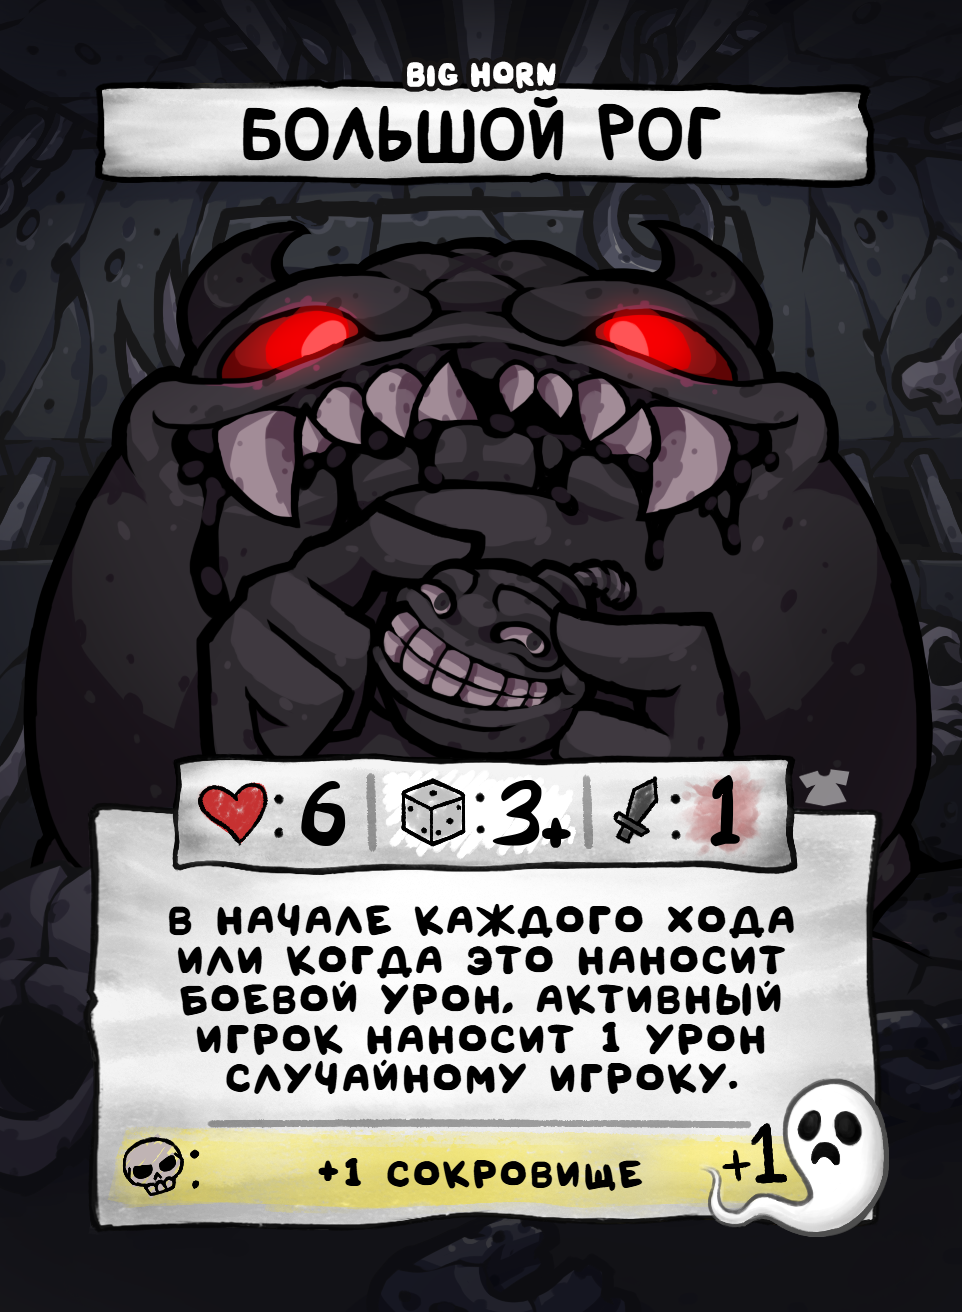 BIG HORN
БОЛЬШОЙ РОГ
: 6 : 3+ : 1
В НАЧАЛЕ КАЖДОГО ХОДА
ИЛИ КОГДА ЭТО НАНОСИТ
БОЕВОЙ УРОН, АКТИВНЫЙ
ИГРОК НАНОСИТ 1 УРОН
СЛУЧАЙНОМУ ИГРОКУ.
: +1 СОКРОВИЩЕ +1